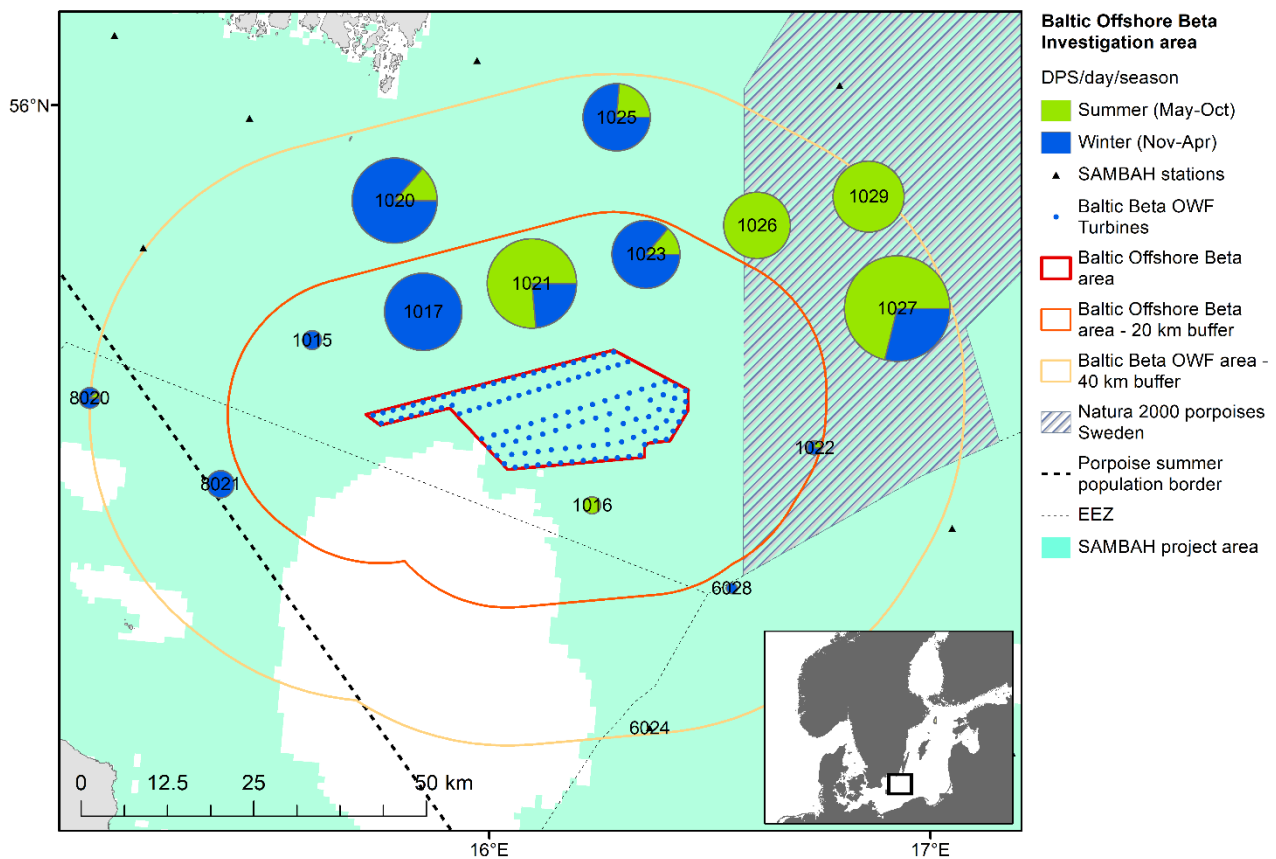 56°N
1025
1020
1029
1026
1023
1021
1027
1017
1015
8020
1022
8021
1016
6028
6024
0 12.5 25 50 km
16°E
17°E
Baltic Offshore Beta
Investigation area
DPS/day/season
Summer (May-Oct)
Winter (Nov-Apr)
SAMBAH stations
Baltic Beta OWF
Turbines
Baltic Offshore Beta
area
Baltic Offshore Beta
area - 20 km buffer
Baltic Beta OWF area -
40 km buffer
Natura 2000 porpoises
Sweden
Porpoise summer
population border
EEZ
SAMBAH project area